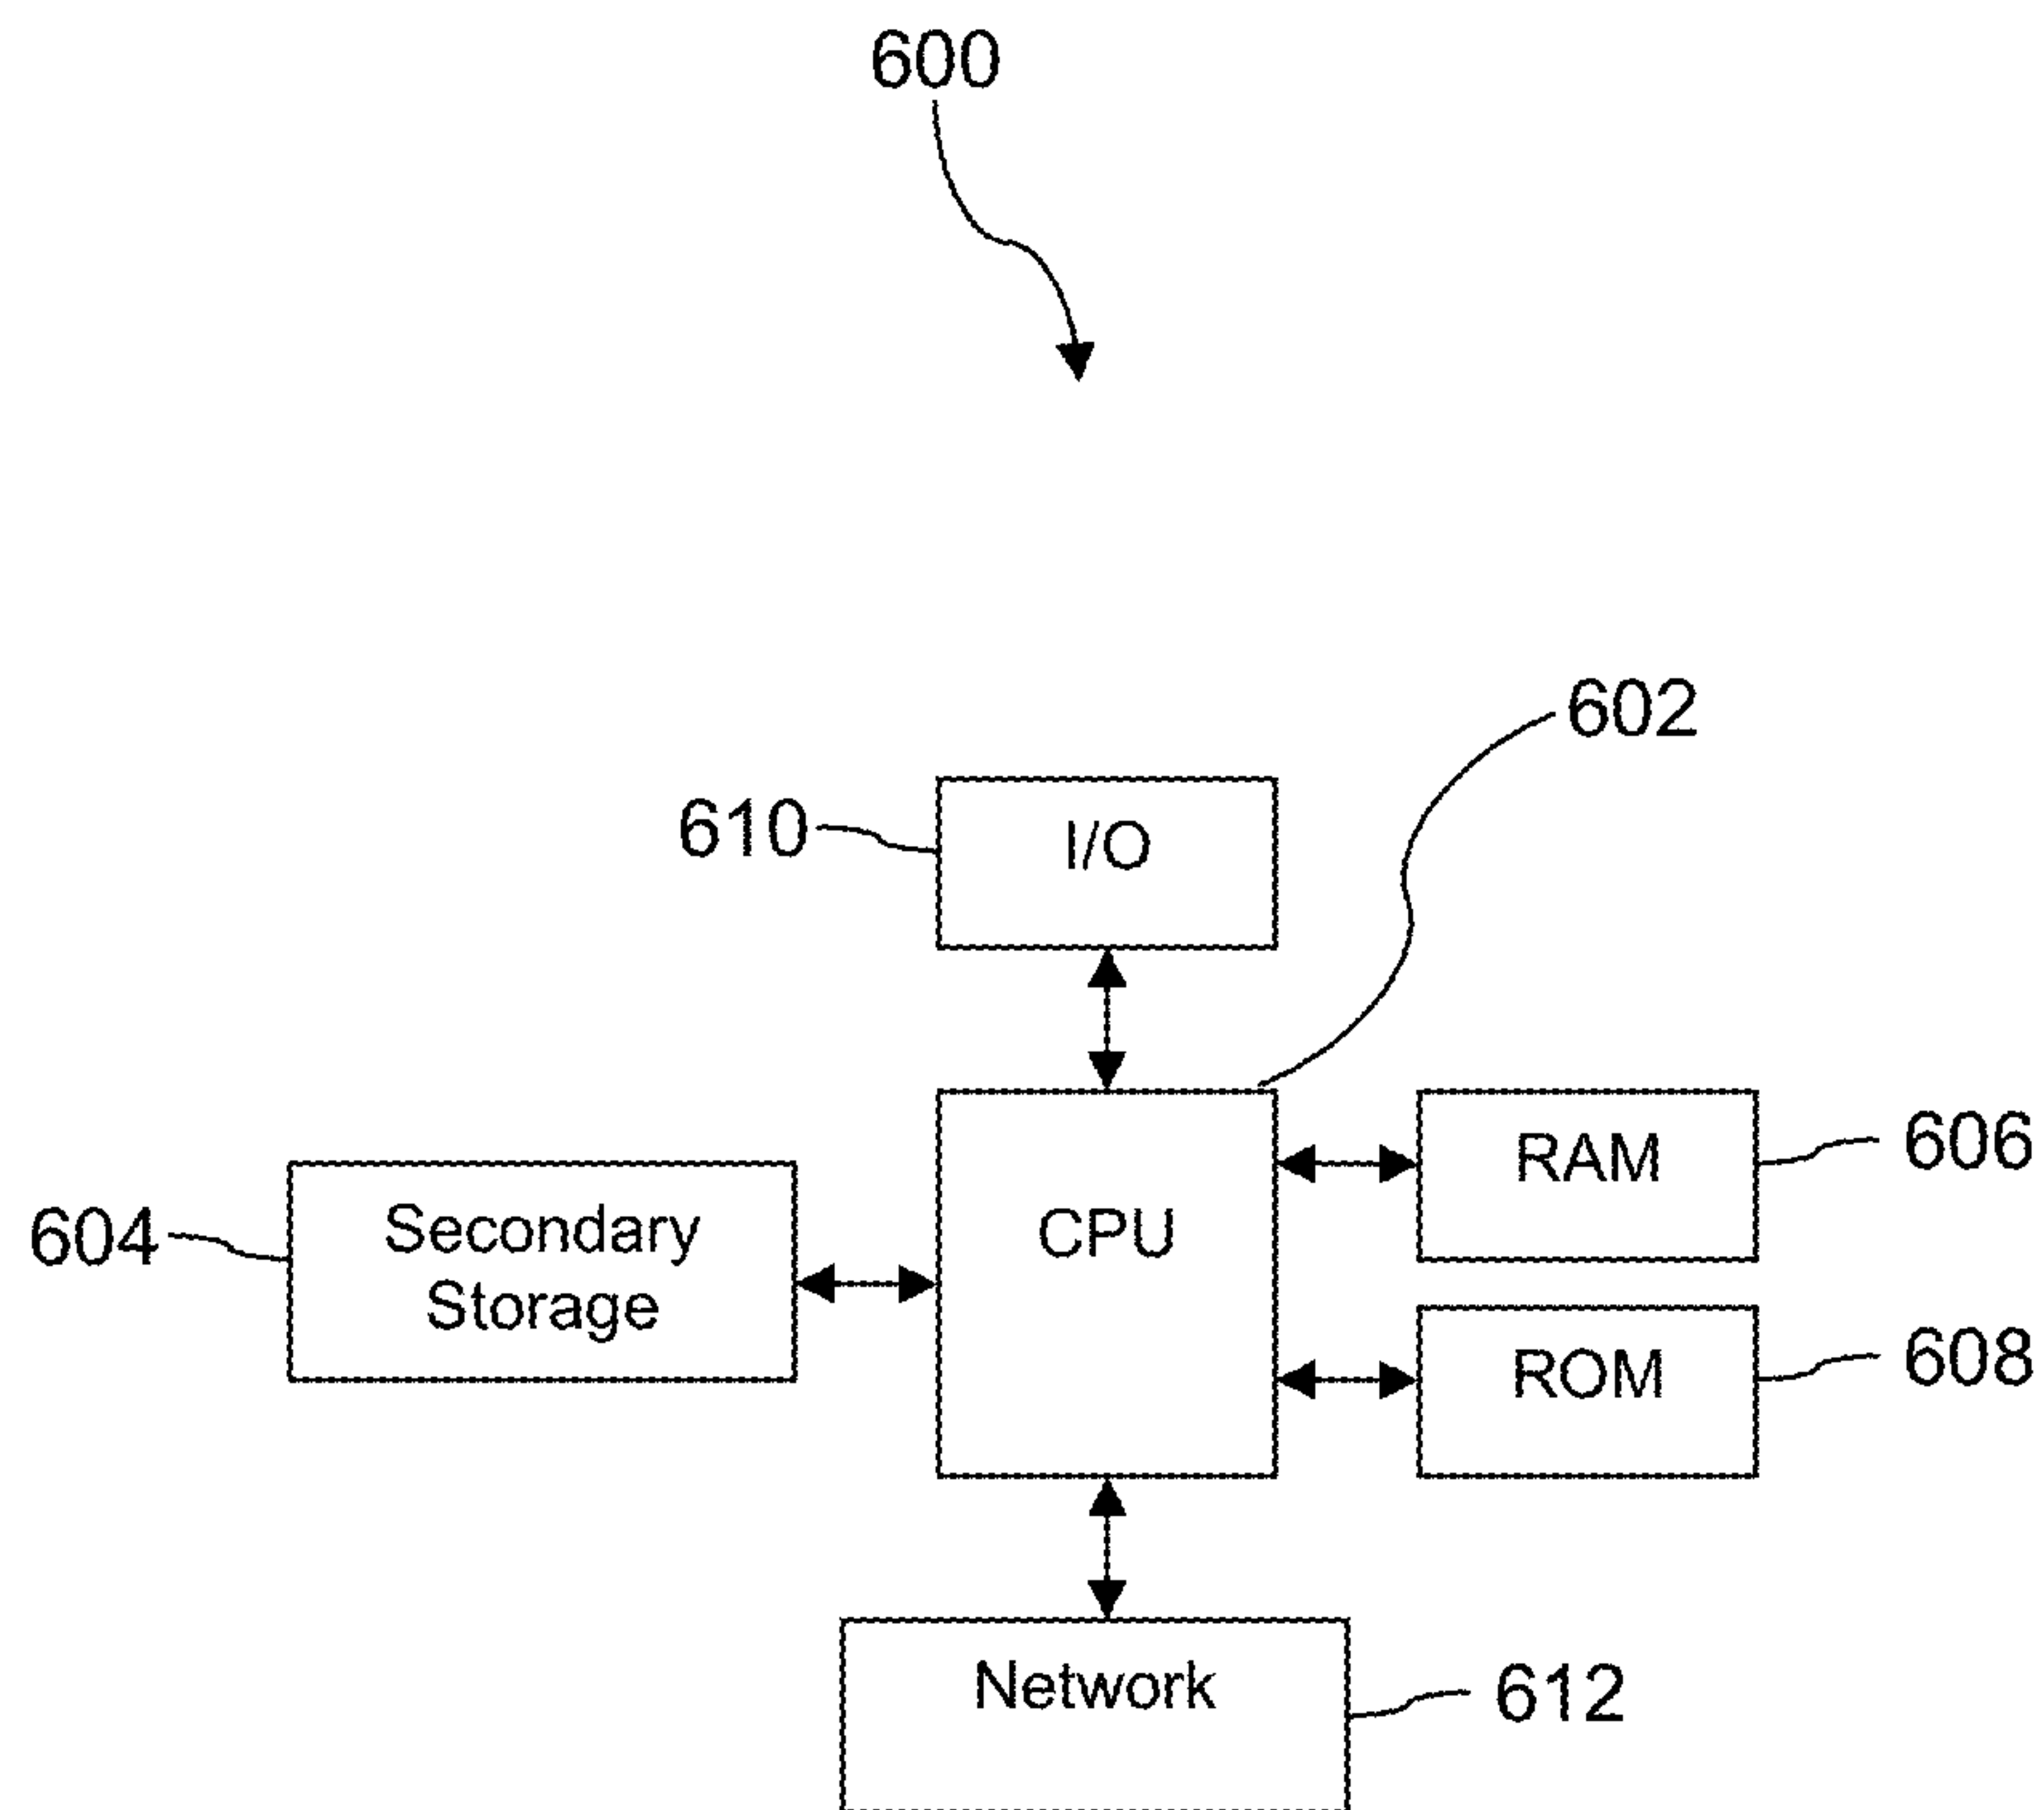 600
602
610
I/O
606
RAM
604
Secondary
Storage
CPU
608
ROM
Network
612